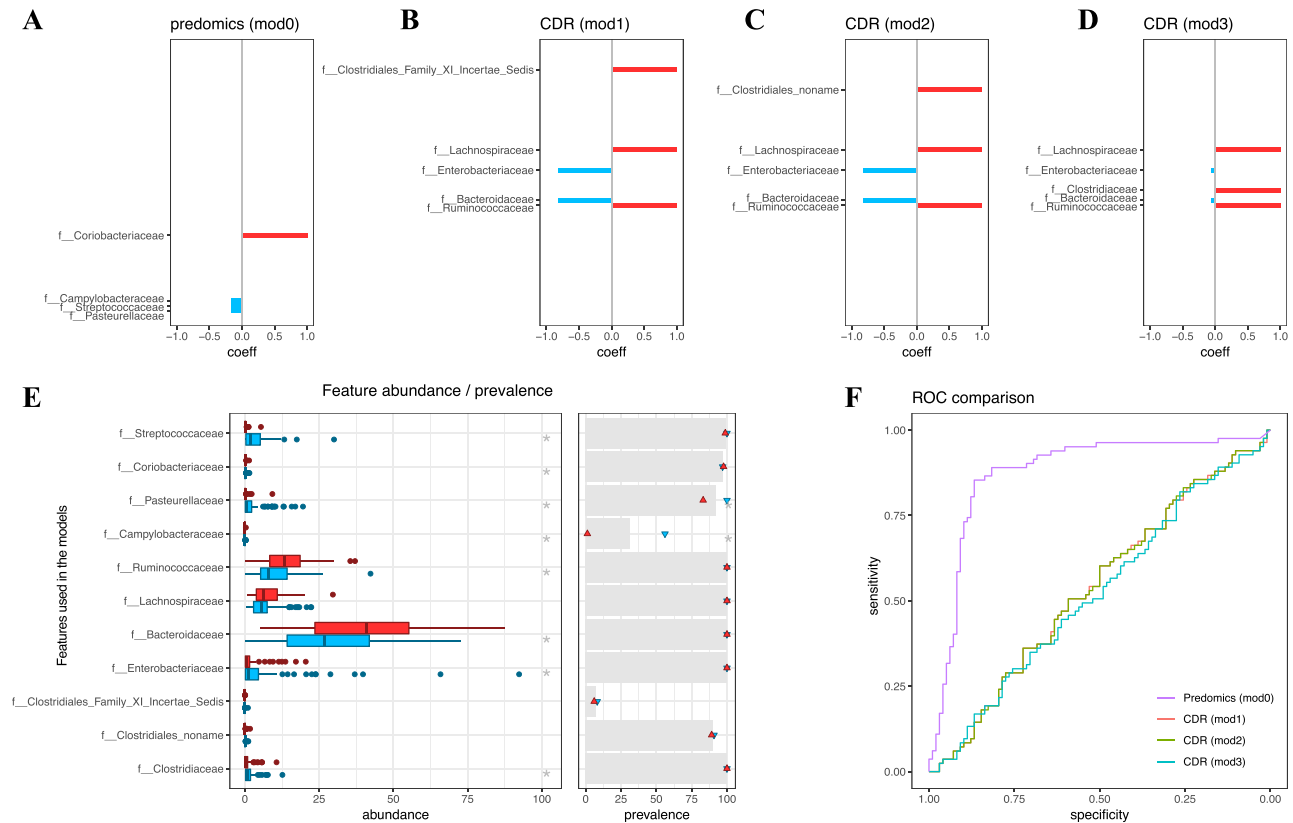 A
predomics (mod0)
f__Coriobacteriaceae
f__Campylobacteraceae
f__Streptococcaceae
f__Pasteurellaceae
−1.0 −0.5 0.0 0.5 1.0
coeff
B
CDR (mod1)
f__Clostridiales_Family_XI_Incertae_Sedis
f__Lachnospiraceae
f__Enterobacteriaceae
f__Bacteroidaceae
f__Ruminococcaceae
−1.0 −0.5 0.0 0.5 1.0
coeff
C
CDR (mod2)
f__Clostridiales_noname
f__Lachnospiraceae
f__Enterobacteriaceae
f__Bacteroidaceae
f__Ruminococcaceae
−1.0 −0.5 0.0 0.5 1.0
coeff
D
CDR (mod3)
f__Lachnospiraceae
f__Enterobacteriaceae
f__Clostridiaceae
f__Bacteroidaceae
f__Ruminococcaceae
−1.0 −0.5 0.0 0.5 1.0
coeff
E
Feature abundance / prevalence
Features used in the models
f__Streptococcaceae
f__Coriobacteriaceae
f__Pasteurellaceae
f__Campylobacteraceae
f__Ruminococcaceae
f__Lachnospiraceae
f__Bacteroidaceae
f__Enterobacteriaceae
f__Clostridiales_Family_XI_Incertae_Sedis
f__Clostridiales_noname
f__Clostridiaceae
0 25 50 75 100
abundance
0 25 50 75 100
prevalence
F
ROC comparison
sensitivity
1.00
0.75
0.50
0.25
0.00
Predomics (mod0)
CDR (mod1)
CDR (mod2)
CDR (mod3)
1.00 0.75 0.50 0.25 0.00
specificity